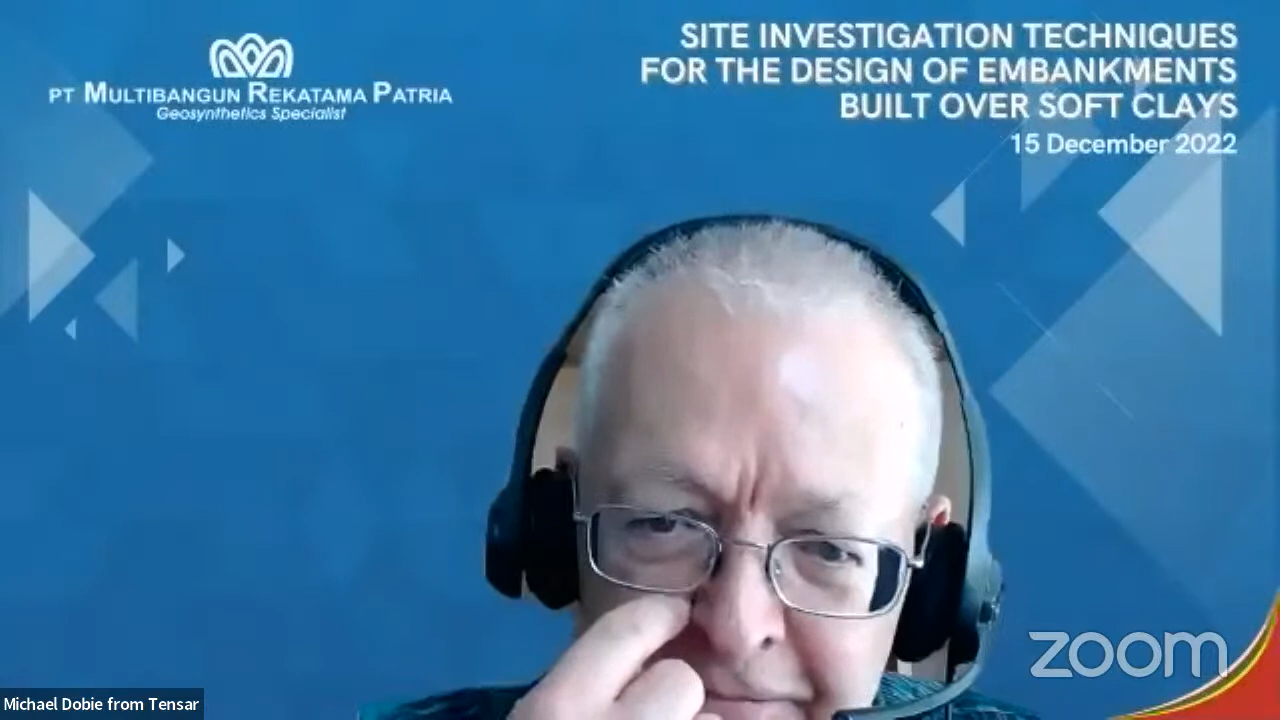 PT MULTIBANGUN REKATAMA PATRIA
Geosynthetics Specialist
SITE INVESTIGATION TECHNIQUES
FOR THE DESIGN OF EMBANKMENTS
BUILT OVER SOFT CLAYS
15 December 2022
zoom
Michael Dobie from Tensar